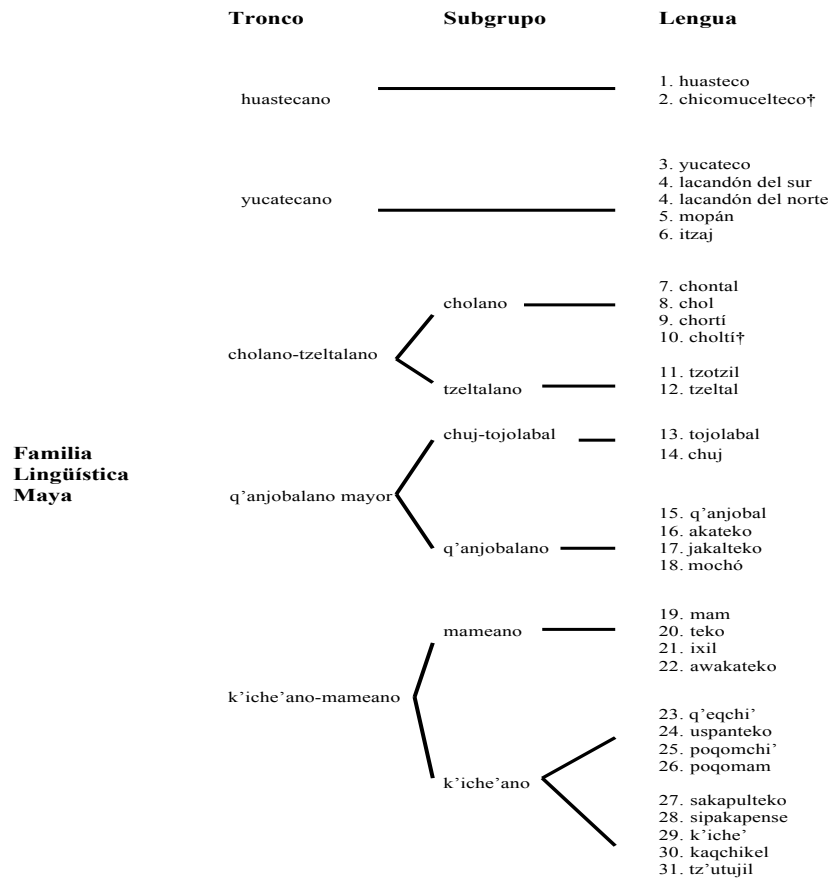 Tronco Subgrupo Lengua
huastecano
1. huasteco
2. chicomucelteco†
yucatecano
3. yucateco
4. lacandón del sur
4. lacandón del norte
5. mopán
6. itzaj
cholano-tzeltalano
cholano
7. chontal
8. chol
9. chortí
10. choltí†
tzeltalano
11. tzotzil
12. tzeltal
Familia
Lingüística
Maya
q’anjobalano mayor
chuj-tojolabal
13. tojolabal
14. chuj
q’anjobalano
15. q’anjobal
16. akateko
17. jakalteko
18. mochó
k’iche’ano-mameano
mameano
19. mam
20. teko
21. ixil
22. awakateko
k’iche’ano
23. q’eqchi’
24. uspanteko
25. poqomchi’
26. poqomam
27. sakapulteko
28. sipakapense
29. k’iche’
30. kaqchikel
31. tz’utujil